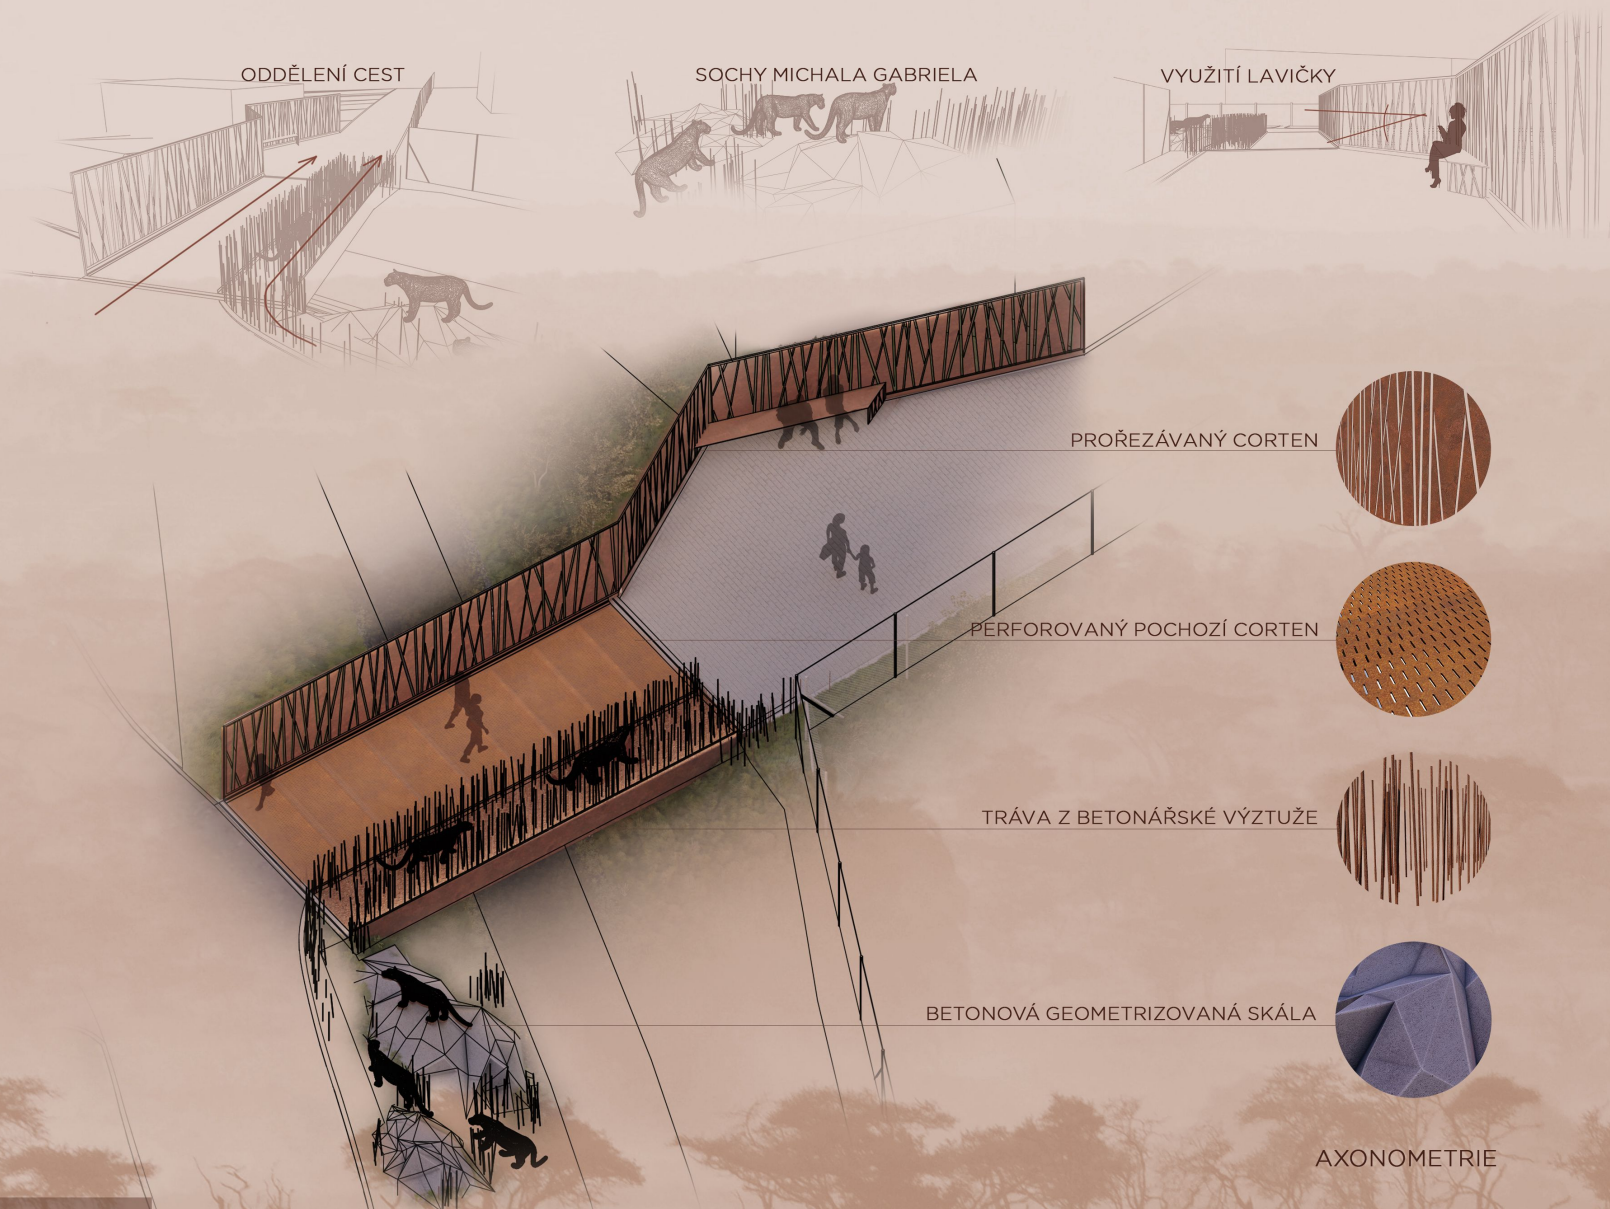 ODDĚLENÍ CEST
SOCHY MICHALA GABRIELA
VYUŽITÍ LAVIČKY
PROŘEZÁVANÝ CORTEN
PERFOROVANÝ POCHOZÍ CORTEN
TRÁVA Z BETONÁŘSKÉ VÝZTUŽE
BETONOVÁ GEOMETRIZOVANÁ SKÁLA
AXONOMETRIE